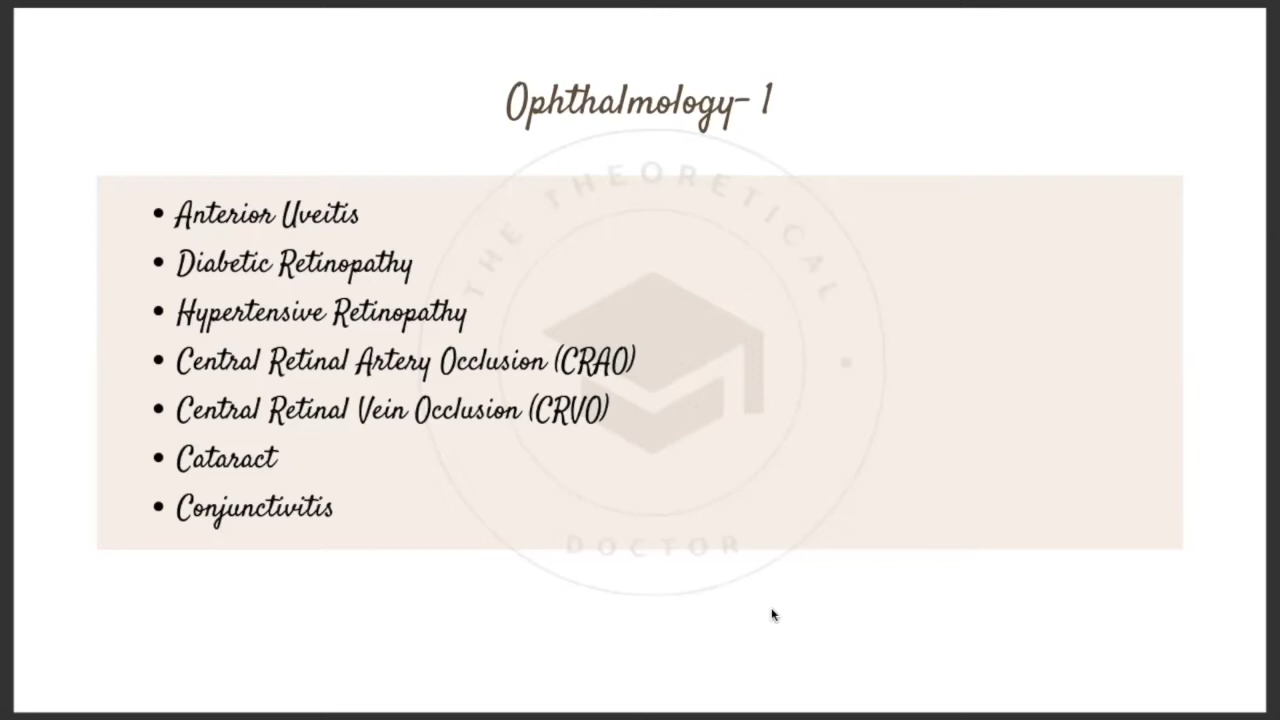 Ophthalmology- 1
• Anterior Uveitis
• Diabetic Retinopathy
• Hypertensive Retinopathy
• Central Retinal Artery Occlusion (CRAO)
• Central Retinal Vein Occlusion (CRVO)
• Cataract
• Conjunctivitis
THE THEORETICAL
DOCTOR